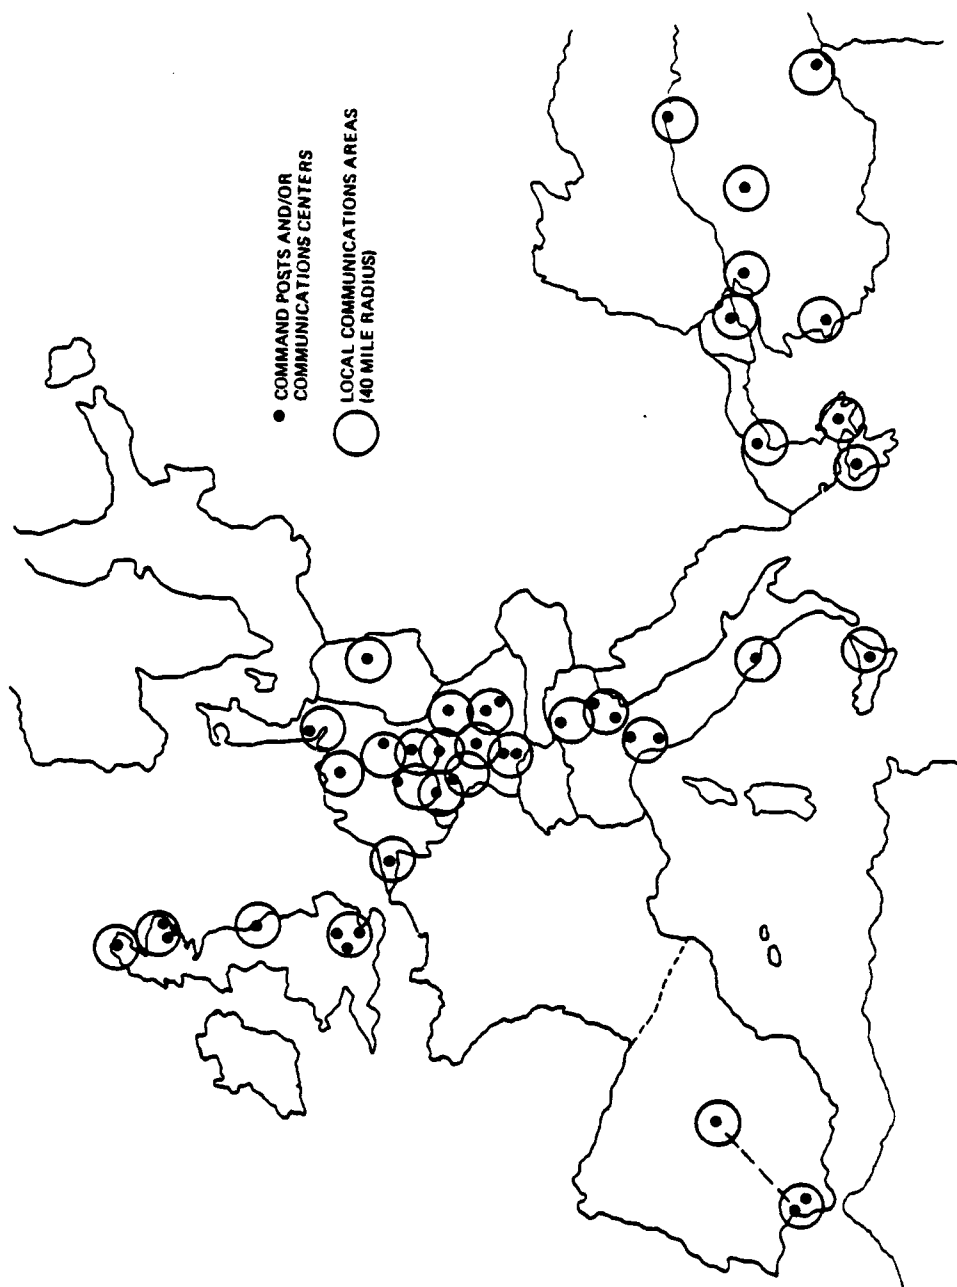 ● COMMAND POSTS AND/OR
COMMUNICATIONS CENTERS
LOCAL COMMUNICATIONS AREAS
(40 MILE RADIUS)